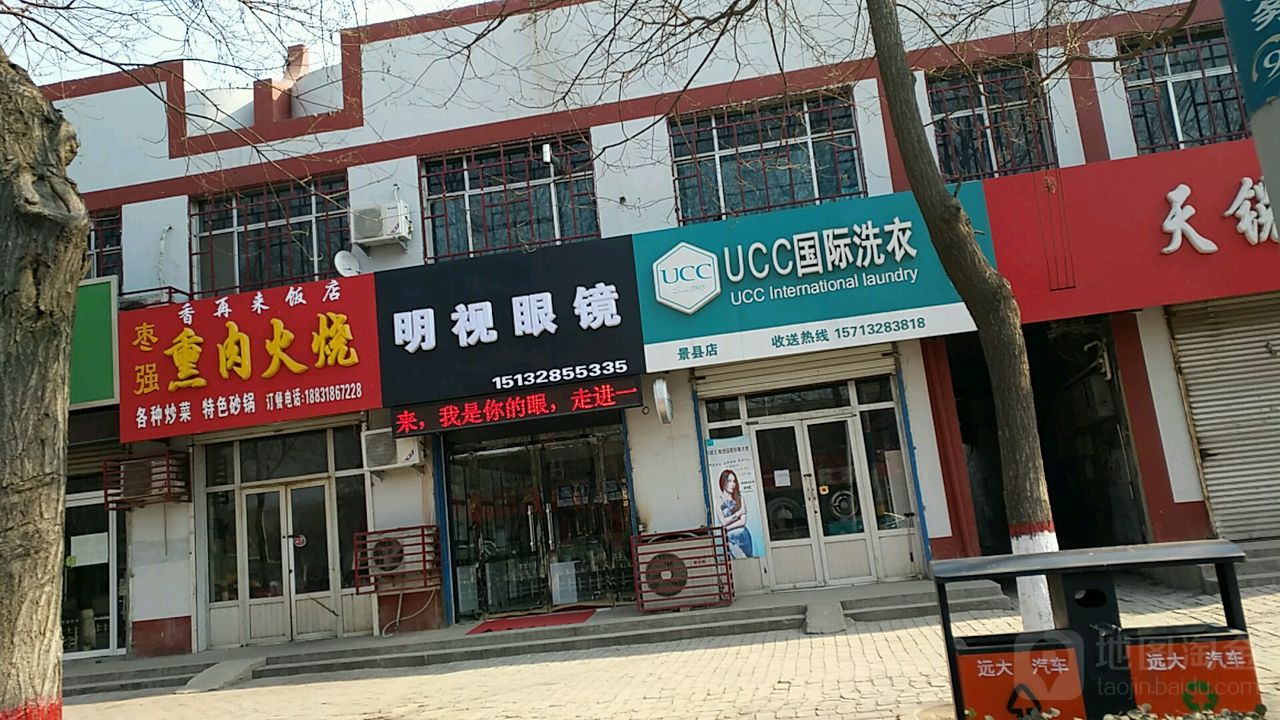 香再来饭店
枣强
熏肉火烧
各种炒菜 特色砂锅 订餐电话:18831867228
明视眼镜
15132855335
来，我是你的眼，走进一
UCC
UCC国际洗衣
UCC International laundry
景县店 收送热线 15713283818
天
远大 汽车
远大 汽车
地图淘金
taojin.baidu.com